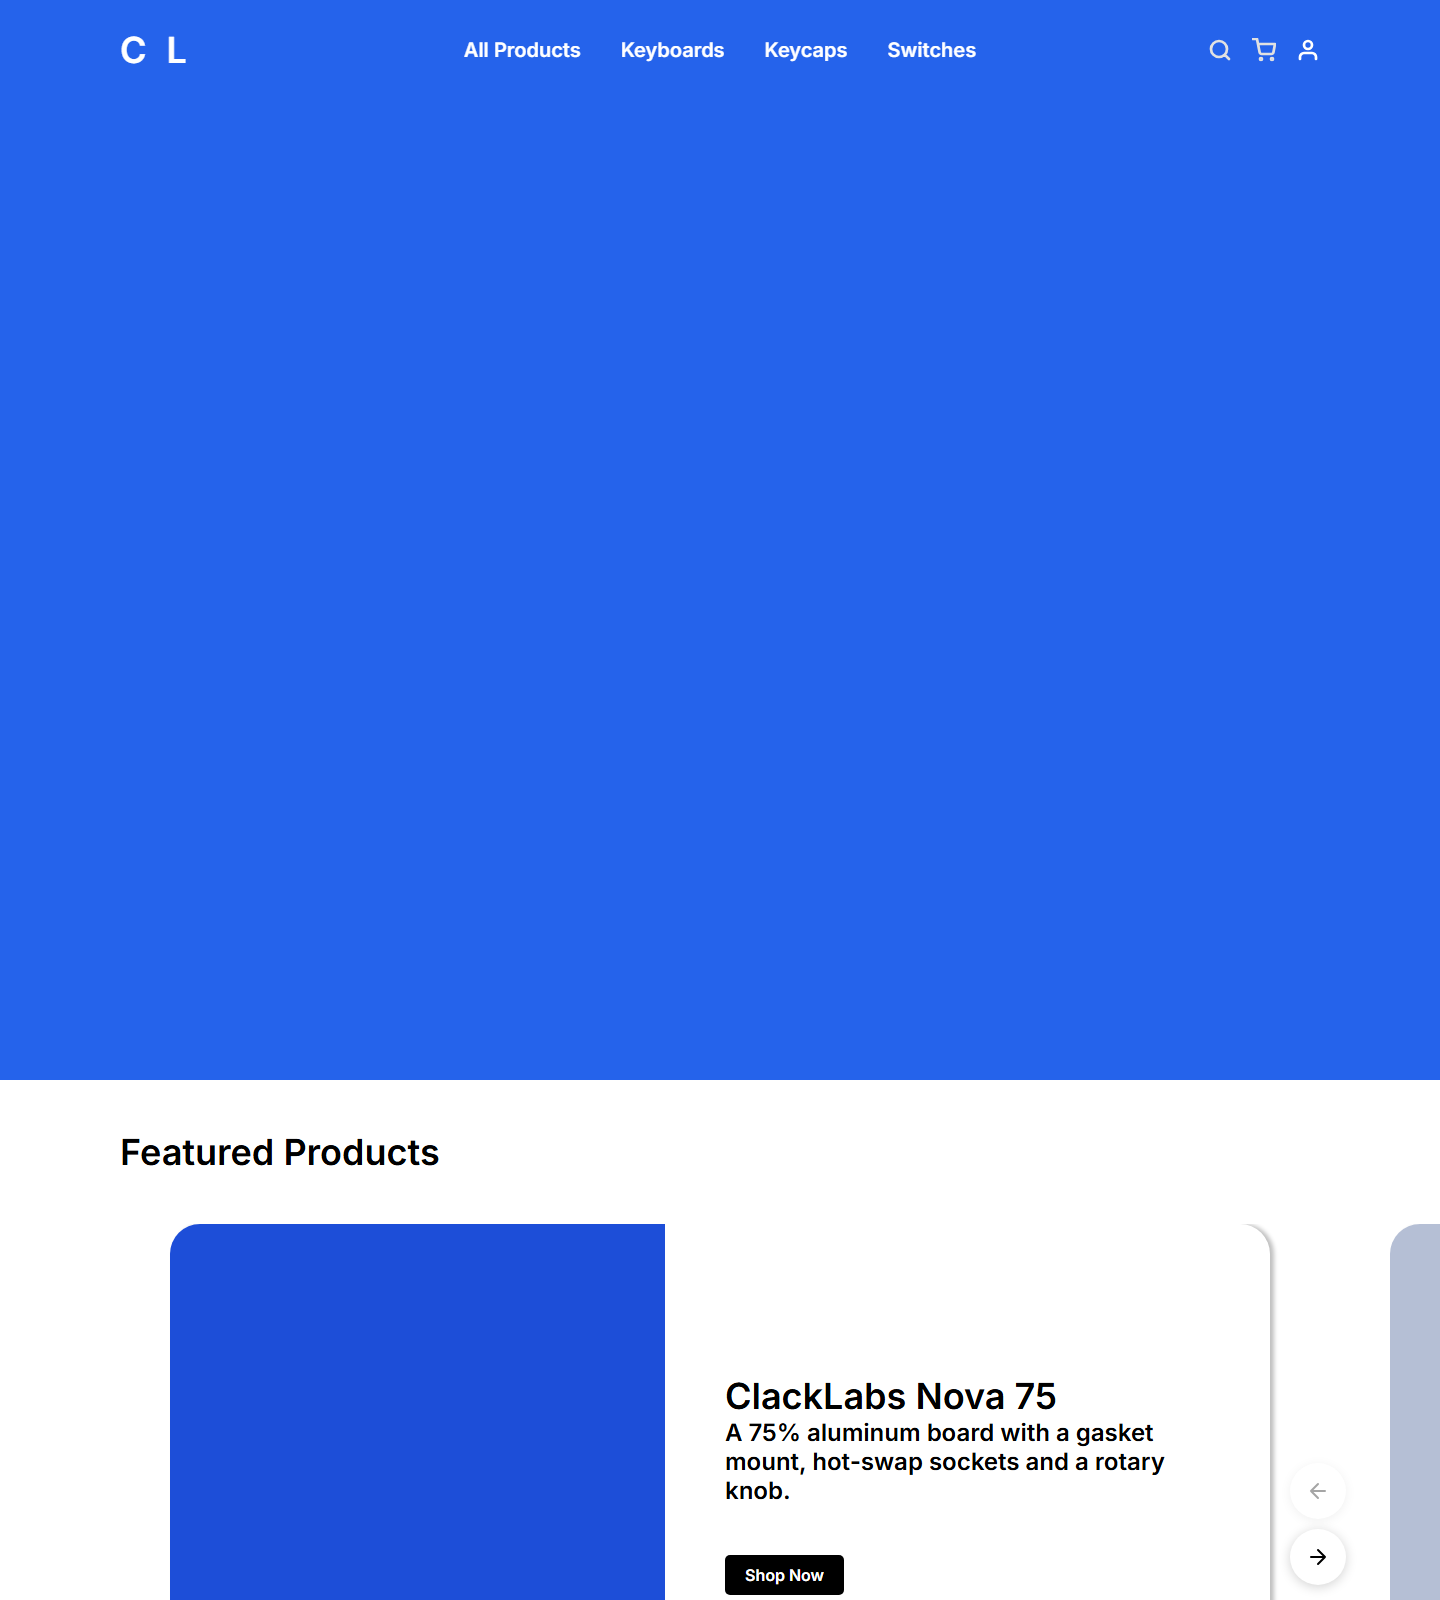 C L
All Products
Keyboards
Keycaps
Switches
Featured Products
ClackLabs Nova 75
A 75% aluminum board with a gasket
mount, hot-swap sockets and a rotary
knob.
Shop Now